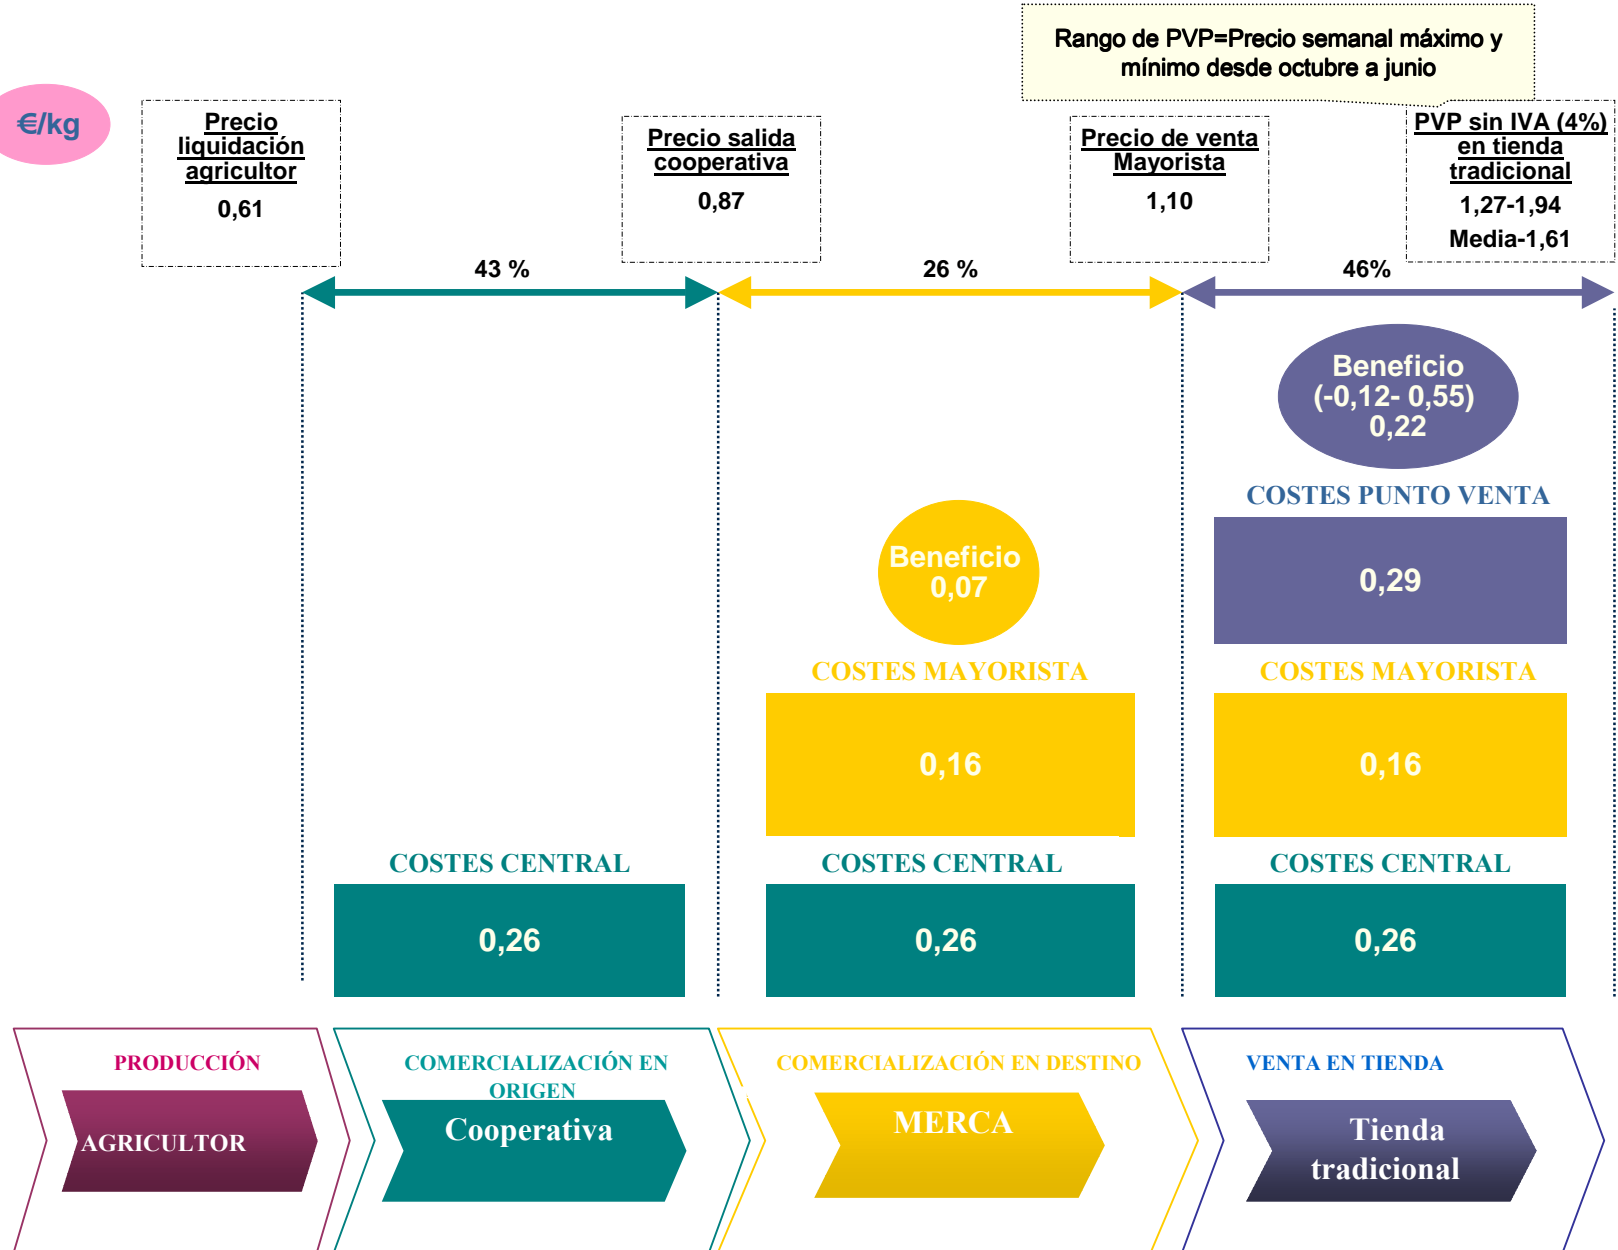 Rango de PVP=Precio semanal máximo y
mínimo desde octubre a junio
€/kg
Precio
liquidación
agricultor
0,61
Precio salida
cooperativa
0,87
Precio de venta
Mayorista
1,10
PVP sin IVA (4%)
en tienda
tradicional
1,27-1,94
Media-1,61
43 %
26 %
46%
Beneficio
(-0,12- 0,55)
0,22
COSTES PUNTO VENTA
0,29
Beneficio
0,07
COSTES MAYORISTA
0,16
COSTES MAYORISTA
0,16
COSTES CENTRAL
0,26
COSTES CENTRAL
0,26
COSTES CENTRAL
0,26
PRODUCCIÓN
AGRICULTOR
COMERCIALIZACIÓN EN
ORIGEN
Cooperativa
COMERCIALIZACIÓN EN DESTINO
MERCA
VENTA EN TIENDA
Tienda
tradicional